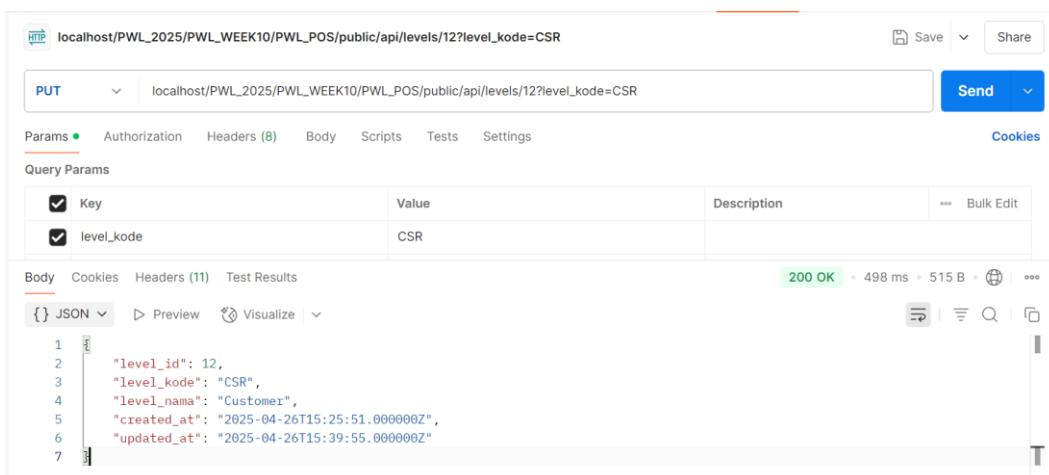 HTTP localhost/PWL_2025/PWL_WEEK10/PWL_POS/public/api/levels/12?level_kode=CSR Save Share
PUT localhost/PWL_2025/PWL_WEEK10/PWL_POS/public/api/levels/12?level_kode=CSR Send
Params Authorization Headers (8) Body Scripts Tests Settings Cookies
Query Params
Key Value Description Bulk Edit
level_kode CSR
Body Cookies Headers (11) Test Results 200 OK 498 ms 515 B
{} JSON Preview Visualize
1 {
2 "level_id": 12,
3 "level_kode": "CSR",
4 "level_nama": "Customer",
5 "created_at": "2025-04-26T15:25:51.000000Z",
6 "updated_at": "2025-04-26T15:39:55.000000Z"
7 }